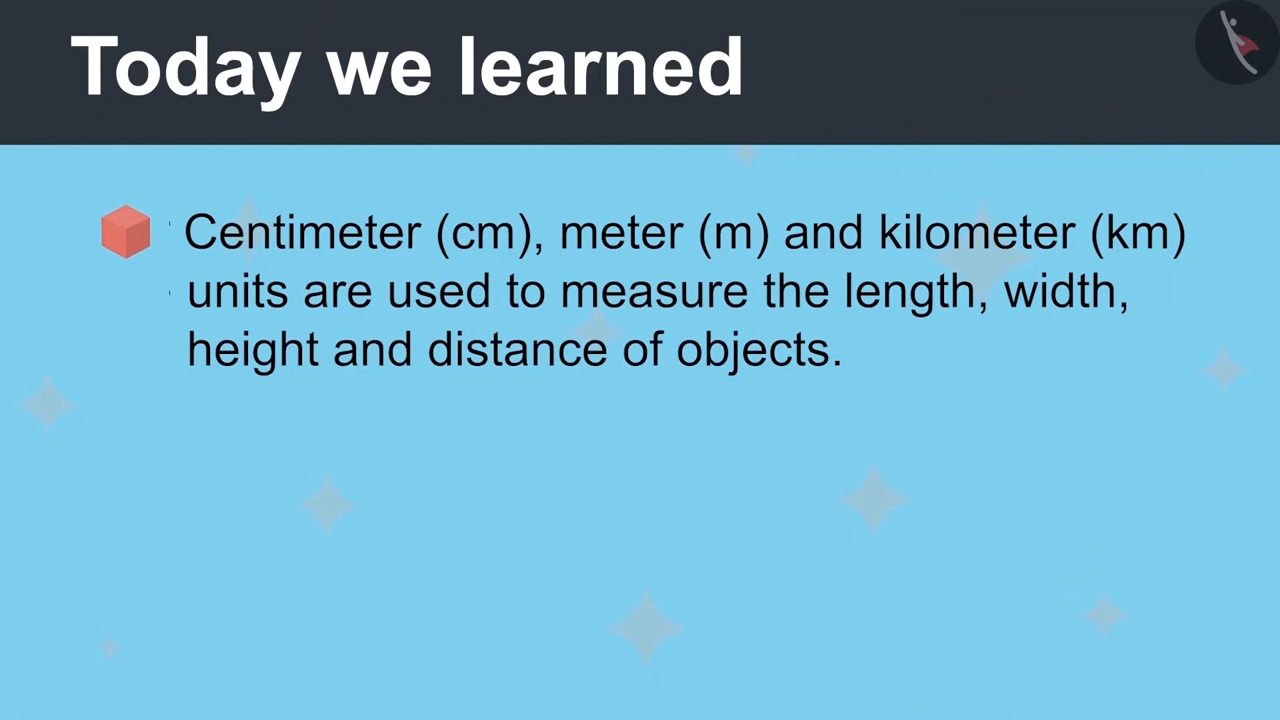 Today we learned
Centimeter (cm), meter (m) and kilometer (km)
units are used to measure the length, width,
height and distance of objects.